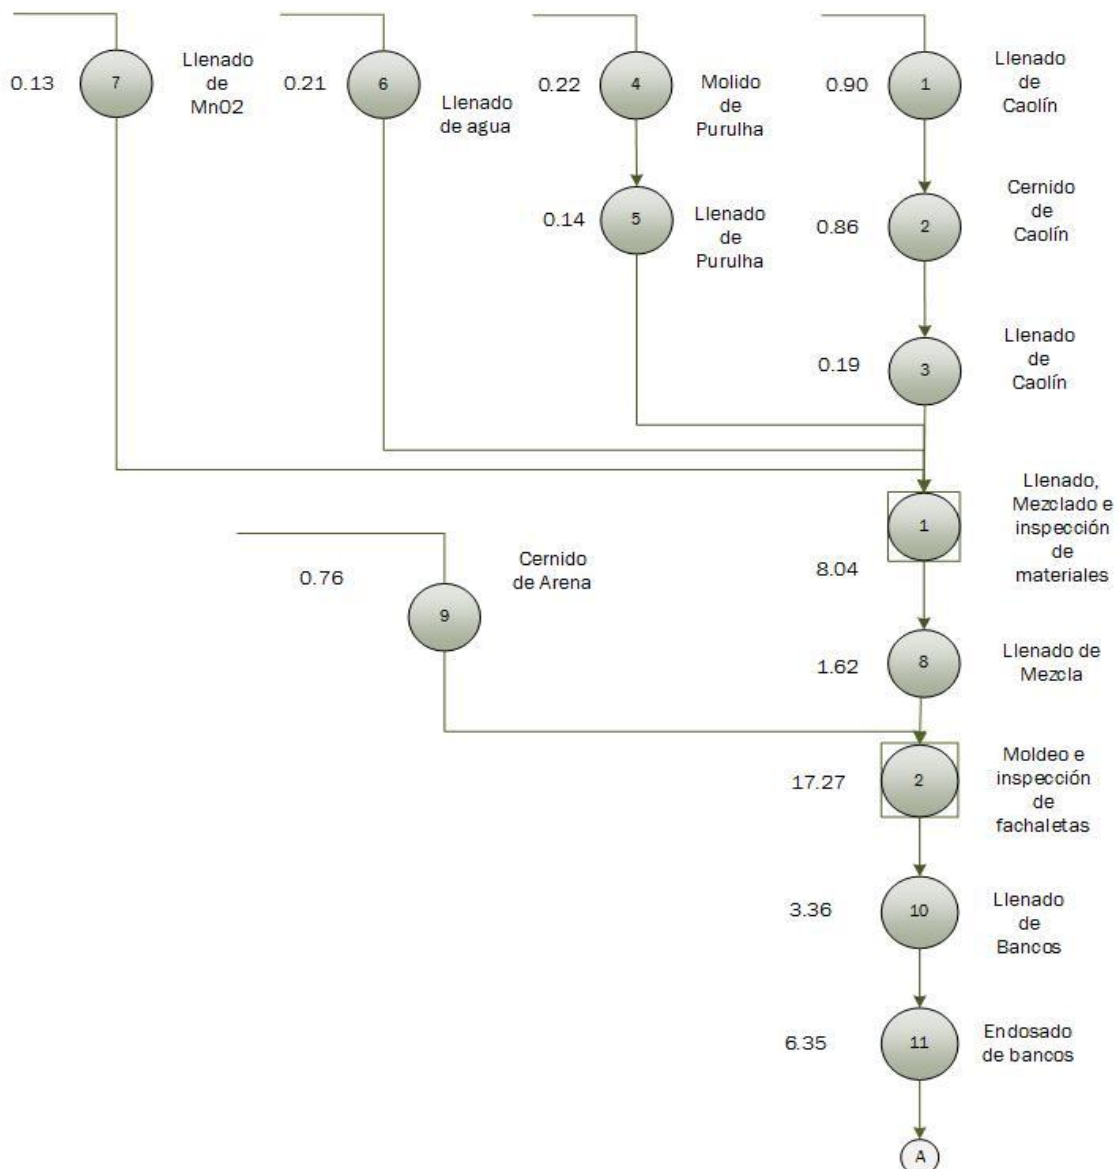 0.13
7
Llenado
de
MnO2
0.21
6
Llenado
de agua
0.22
4
Molido
de
Purulha
0.90
1
Llenado
de
Caolín
0.14
5
Llenado
de
Purulha
0.86
2
Cernido
de
Caolín
0.19
3
Llenado
de
Caolín
1
Llenado,
Mezclado e
inspección
de
materiales
8.04
0.76
9
Cernido
de Arena
1.62
8
Llenado de
Mezcla
17.27
2
Moldeo e
inspección
de
fachaletas
3.36
10
Llenado
de
Bancos
6.35
11
Endosado
de bancos
A